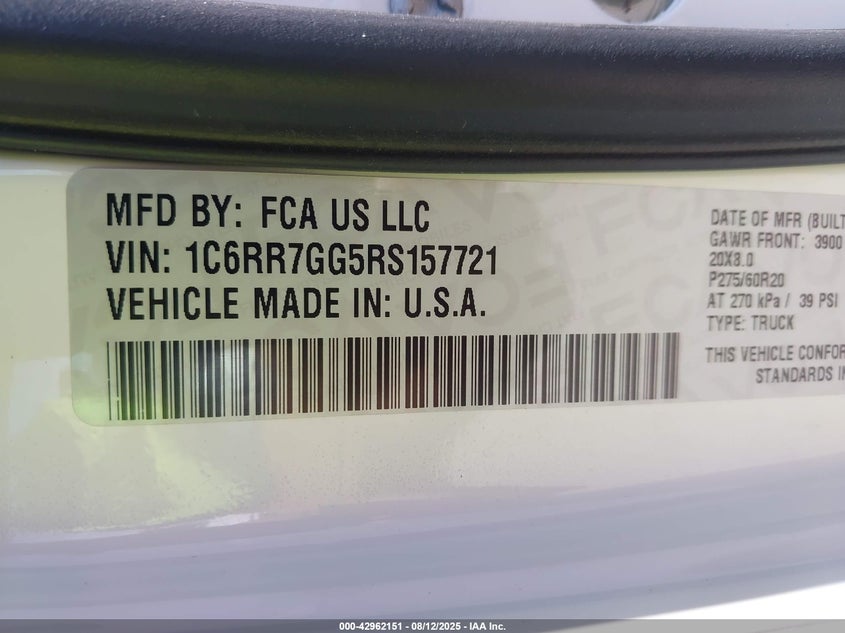 MFD BY: FCA US LLC
VIN: 1C6RR7GG5RS157721
VEHICLE MADE IN: U.S.A.
DATE OF MFR (BUILT
GAWR FRONT: 3900
20X8.0
P275/60R20
AT 270 kPa / 39 PSI
TYPE: TRUCK
THIS VEHICLE CONFOR
STANDARDS IN
000-42962151 - 08/12/2025 - IAA Inc.